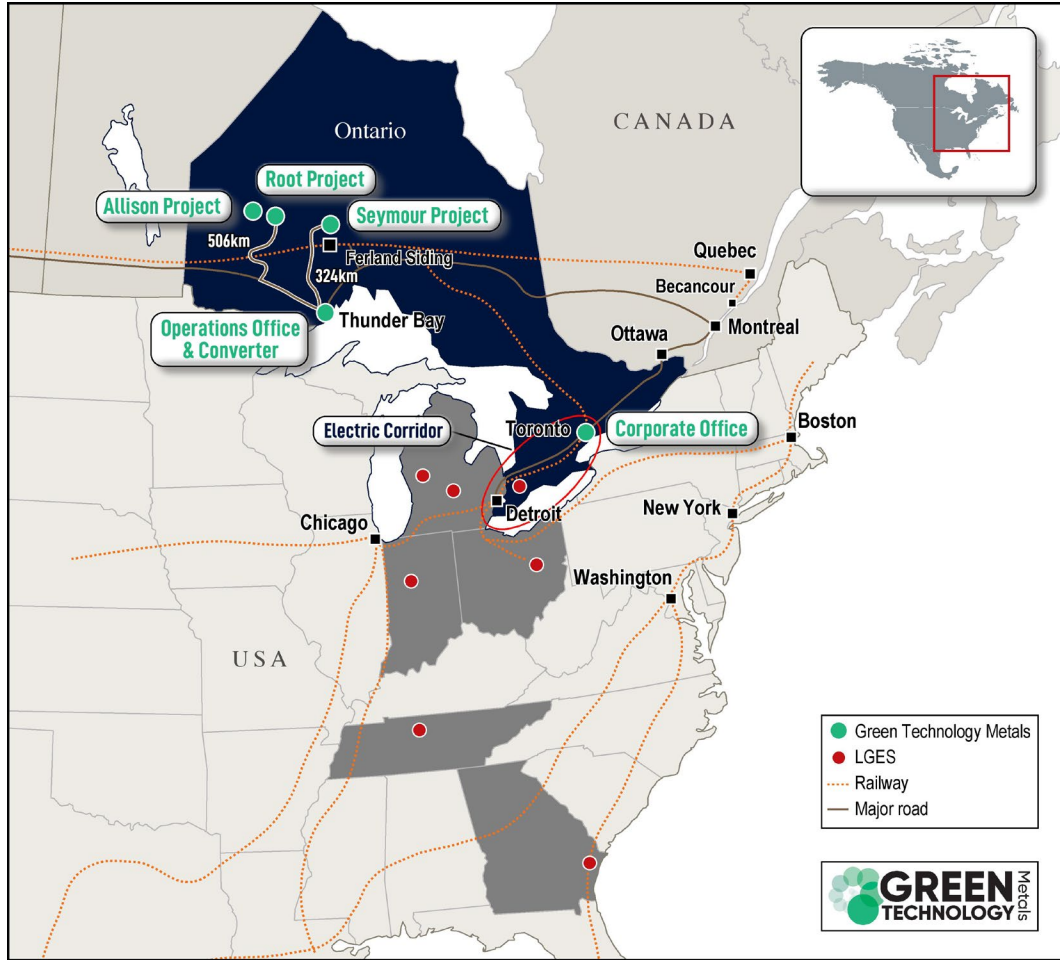 CANADA
Ontario
Root Project
Allison Project
Seymour Project
506km
Ferland Siding
324km
Quebec
Becancour
Operations Office
& Converter
Thunder Bay
Montreal
Ottawa
Electric Corridor
Toronto
Corporate Office
Boston
Detroit
New York
Chicago
Washington
USA
Green Technology Metals
LGES
Railway
Major road
GREEN
TECHNOLOGY
Metals